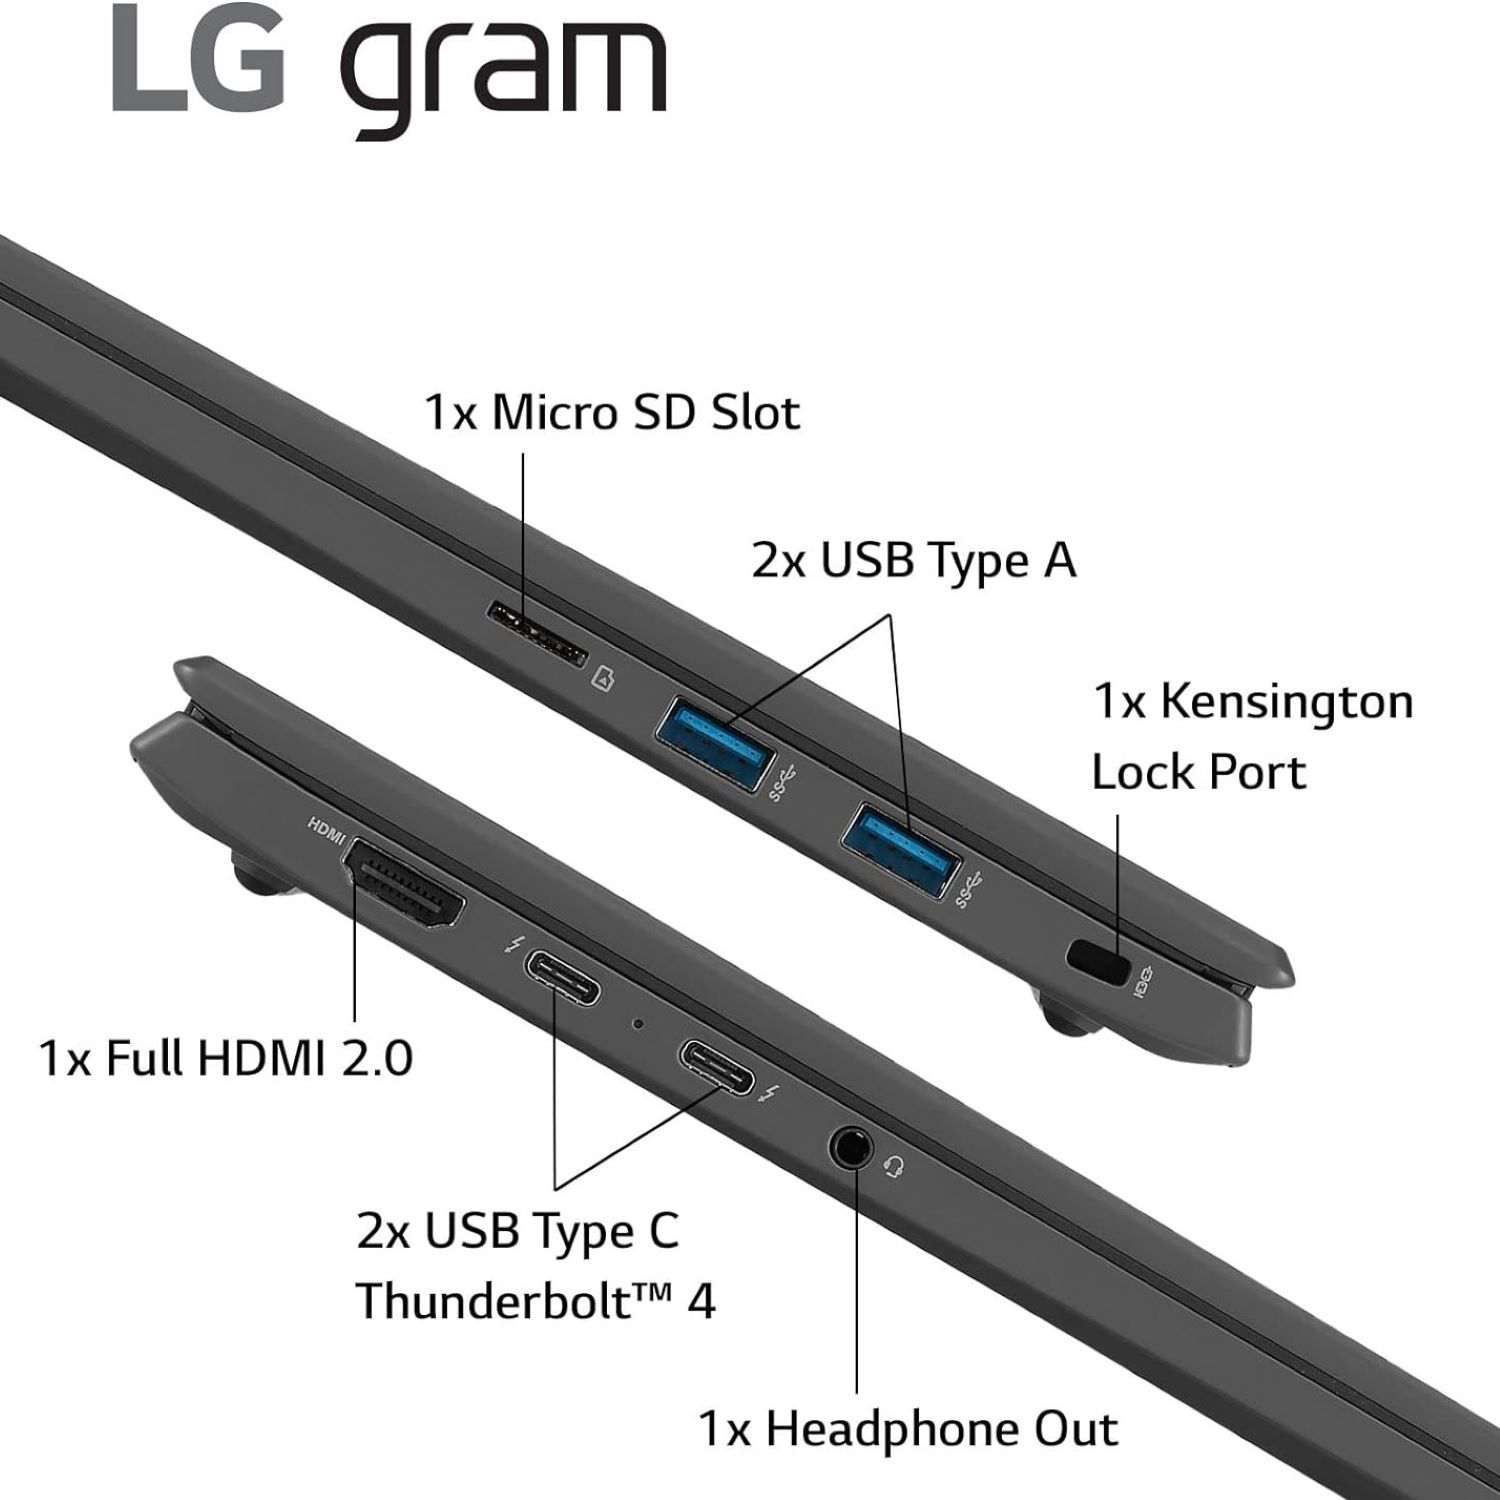 LG gram
1x Micro SD Slot
2x USB Type A
1x Kensington
Lock Port
HDMI
1x Full HDMI 2.0
2x USB Type C
Thunderbolt™ 4
1x Headphone Out